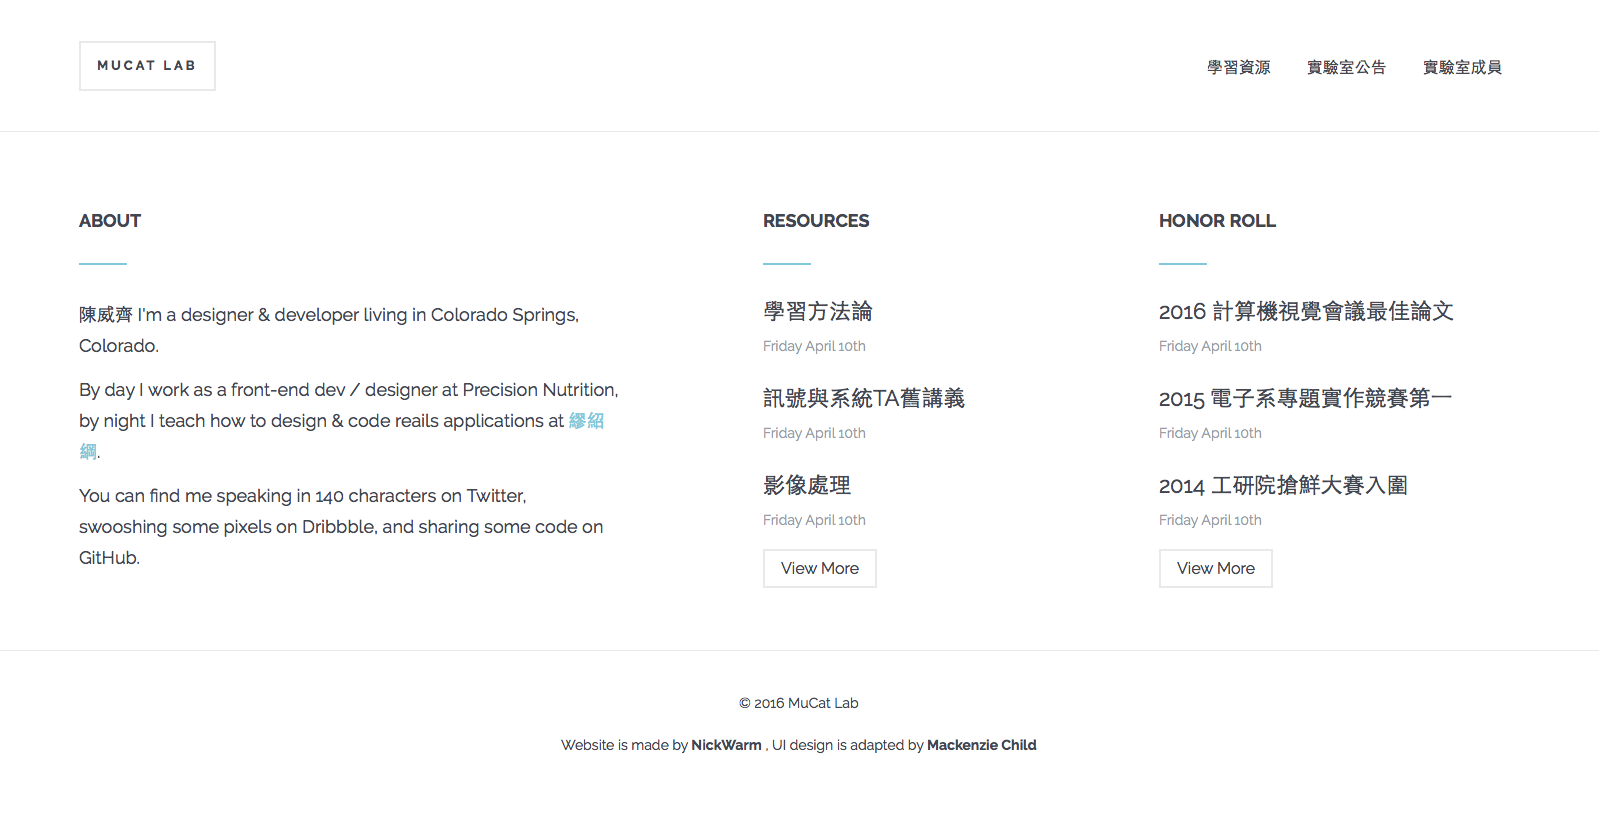 MUCAT LAB
學習資源 實驗室公告 實驗室成員
ABOUT
陳威齊 I'm a designer & developer living in Colorado Springs,
Colorado.
By day I work as a front-end dev / designer at Precision Nutrition,
by night I teach how to design & code reails applications at 繆紹
綱.
You can find me speaking in 140 characters on Twitter,
swooshing some pixels on Dribbble, and sharing some code on
GitHub.
RESOURCES
學習方法論
Friday April 10th
訊號與系統TA舊講義
Friday April 10th
影像處理
Friday April 10th
View More
HONOR ROLL
2016 計算機視覺會議最佳論文
Friday April 10th
2015 電子系專題實作競賽第一
Friday April 10th
2014 工研院搶鮮大賽入圍
Friday April 10th
View More
© 2016 MuCat Lab
Website is made by NickWarm , UI design is adapted by Mackenzie Child